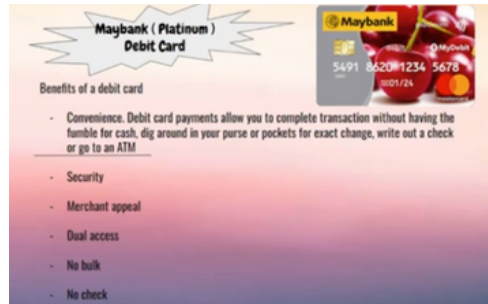 Maybank ( Platinum )
Debit Card
Maybank
MyDebit
5491 8620 1234 5678
01/24
mastercard
Benefits of a debit card
- Convenience. Debit card payments allow you to complete transaction without having the
fumble for cash, dig around in your purse or pockets for exact change, write out a check
or go to an ATM
- Security
- Merchant appeal
- Dual access
- No bulk
- No check